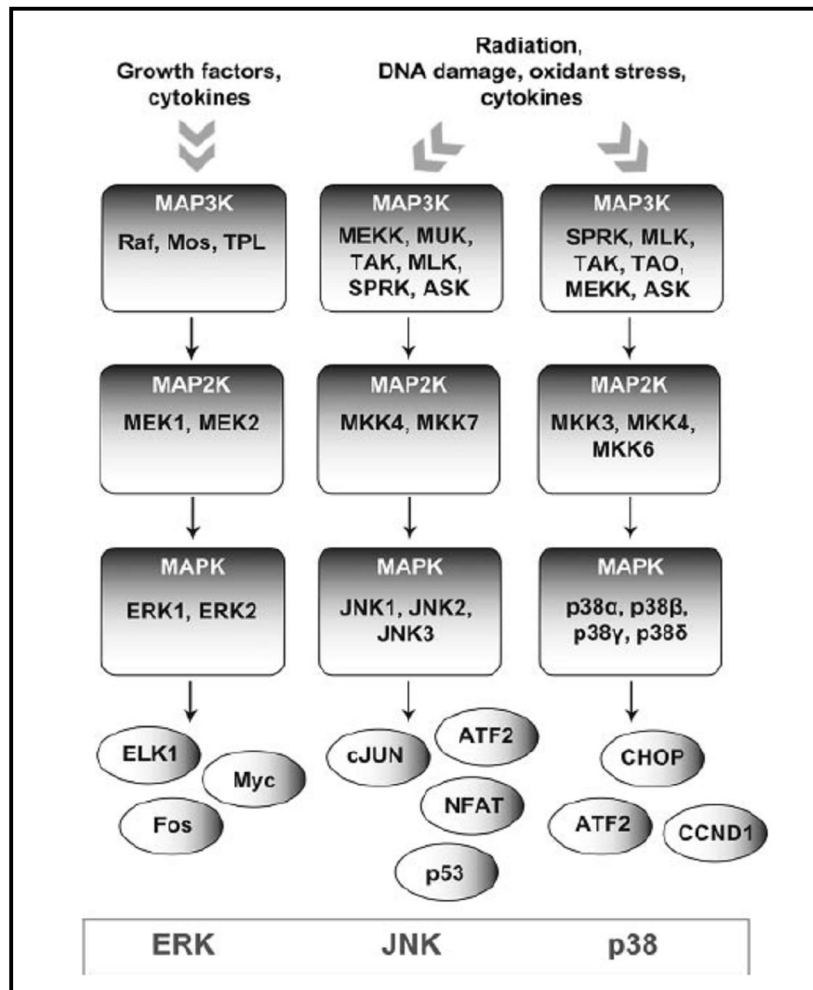 Growth factors,
cytokines
Radiation,
DNA damage, oxidant stress,
cytokines
MAP3K
Raf, Mos, TPL
MAP3K
MEKK, MUK,
TAK, MLK,
SPRK, ASK
MAP3K
SPRK, MLK,
TAK, TAO,
MEKK, ASK
MAP2K
MEK1, MEK2
MAP2K
MKK4, MKK7
MAP2K
MKK3, MKK4,
MKK6
MAPK
ERK1, ERK2
MAPK
JNK1, JNK2,
JNK3
MAPK
p38α, p38β,
p38γ, p38δ
ELK1
Myc
Fos
cJUN
ATF2
NFAT
p53
CHOP
ATF2
CCND1
ERK
JNK
p38